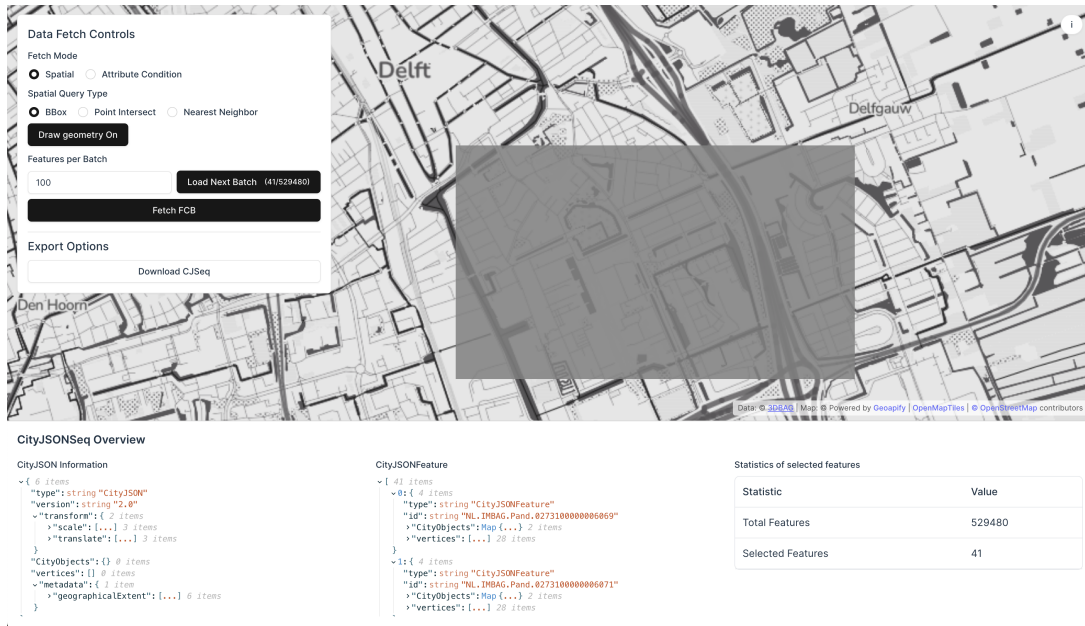 Data Fetch Controls
Fetch Mode
Spatial
Attribute Condition
Spatial Query Type
BBox
Point Intersect
Nearest Neighbor
Draw geometry On
Features per Batch
100
Load Next Batch (41/529480)
Fetch FCB
Export Options
Download CJSeq
Delft
Delfgauw
Den Hoorn
i
Data: © 3DBAG | Map: © Powered by Geoapify | OpenMapTiles | © OpenStreetMap contributors
CityJSONSeq Overview
CityJSON Information
{ 6 items
"type": string "CityJSON"
"version": string "2.0"
"transform": { 2 items
"scale": [...] 3 items
"translate": [...] 3 items
}
"CityObjects": {} 0 items
"vertices": [] 0 items
"metadata": { 1 item
"geographicalExtent": [...] 6 items
}
CityJSONFeature
[ 41 items
0: { 4 items
"type": string "CityJSONFeature"
"id": string "NL.IMBAG.Pand.0273100000006069"
"CityObjects": Map {...} 2 items
"vertices": [...] 28 items
}
1: { 4 items
"type": string "CityJSONFeature"
"id": string "NL.IMBAG.Pand.0273100000006071"
"CityObjects": Map {...} 2 items
"vertices": [...] 28 items
Statistics of selected features
Statistic Value
Total Features 529480
Selected Features 41